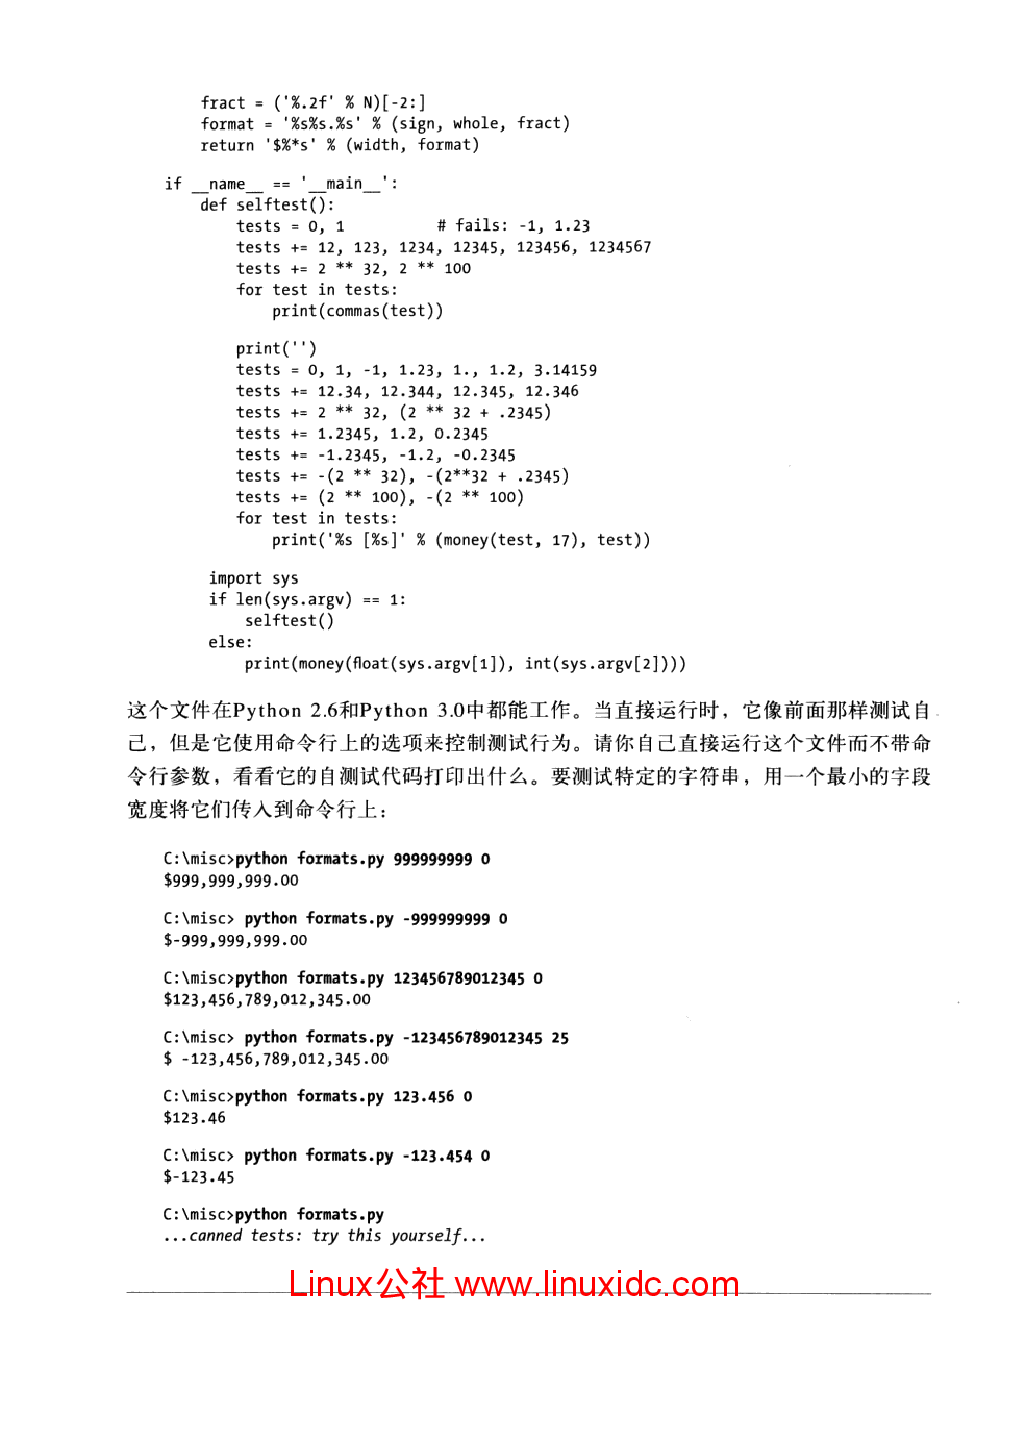 fract = ('%.2f' % N)[-2:]
format = '%s%s.%s' % (sign, whole, fract)
return '$%*s' % (width, format)
if __name__ == '__main__':
def selftest():
tests = 0, 1 # fails: -1, 1.23
tests += 12, 123, 1234, 12345, 123456, 1234567
tests += 2 ** 32, 2 ** 100
for test in tests:
print(commas(test))
print('')
tests = 0, 1, -1, 1.23, 1., 1.2, 3.14159
tests += 12.34, 12.344, 12.345, 12.346
tests += 2 ** 32, (2 ** 32 + .2345)
tests += 1.2345, 1.2, 0.2345
tests += -1.2345, -1.2, -0.2345
tests += -(2 ** 32), -(2**32 + .2345)
tests += (2 ** 100), -(2 ** 100)
for test in tests:
print('%s [%s]' % (money(test, 17), test))
import sys
if len(sys.argv) == 1:
selftest()
else:
print(money(float(sys.argv[1]), int(sys.argv[2])))
这个文件在Python 2.6和Python 3.0中都能工作。当直接运行时，它像前面那样测试自
己，但是它使用命令行上的选项来控制测试行为。请你自己直接运行这个文件而不带命
令行参数，看看它的自测试代码打印出什么。要测试特定的字符串，用一个最小的字段
宽度将它们传入到命令行上：
C:\misc>python formats.py 999999999 0
$999,999,999.00
C:\misc> python formats.py -999999999 0
$-999,999,999.00
C:\misc>python formats.py 123456789012345 0
$123,456,789,012,345.00
C:\misc> python formats.py -123456789012345 25
$ -123,456,789,012,345.00
C:\misc>python formats.py 123.456 0
$123.46
C:\misc> python formats.py -123.454 0
$-123.45
C:\misc>python formats.py
...canned tests: try this yourself...
Linux公社 www.linuxidc.com